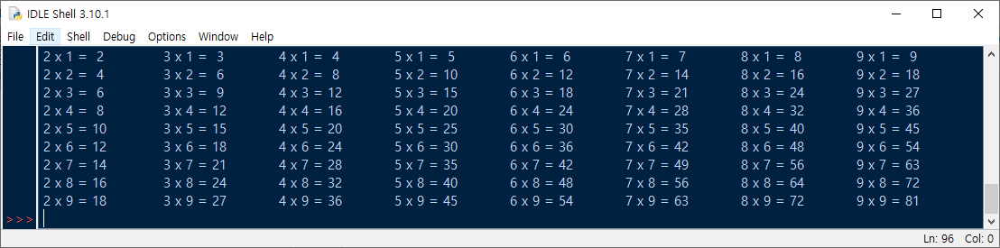 IDLE Shell 3.10.1
File Edit Shell Debug Options Window Help
2 x 1 =  2 3 x 1 =  3 4 x 1 =  4 5 x 1 =  5 6 x 1 =  6 7 x 1 =  7 8 x 1 =  8 9 x 1 =  9
2 x 2 =  4 3 x 2 =  6 4 x 2 =  8 5 x 2 = 10 6 x 2 = 12 7 x 2 = 14 8 x 2 = 16 9 x 2 = 18
2 x 3 =  6 3 x 3 =  9 4 x 3 = 12 5 x 3 = 15 6 x 3 = 18 7 x 3 = 21 8 x 3 = 24 9 x 3 = 27
2 x 4 =  8 3 x 4 = 12 4 x 4 = 16 5 x 4 = 20 6 x 4 = 24 7 x 4 = 28 8 x 4 = 32 9 x 4 = 36
2 x 5 = 10 3 x 5 = 15 4 x 5 = 20 5 x 5 = 25 6 x 5 = 30 7 x 5 = 35 8 x 5 = 40 9 x 5 = 45
2 x 6 = 12 3 x 6 = 18 4 x 6 = 24 5 x 6 = 30 6 x 6 = 36 7 x 6 = 42 8 x 6 = 48 9 x 6 = 54
2 x 7 = 14 3 x 7 = 21 4 x 7 = 28 5 x 7 = 35 6 x 7 = 42 7 x 7 = 49 8 x 7 = 56 9 x 7 = 63
2 x 8 = 16 3 x 8 = 24 4 x 8 = 32 5 x 8 = 40 6 x 8 = 48 7 x 8 = 56 8 x 8 = 64 9 x 8 = 72
2 x 9 = 18 3 x 9 = 27 4 x 9 = 36 5 x 9 = 45 6 x 9 = 54 7 x 9 = 63 8 x 9 = 72 9 x 9 = 81
>>>
Ln: 96 Col: 0